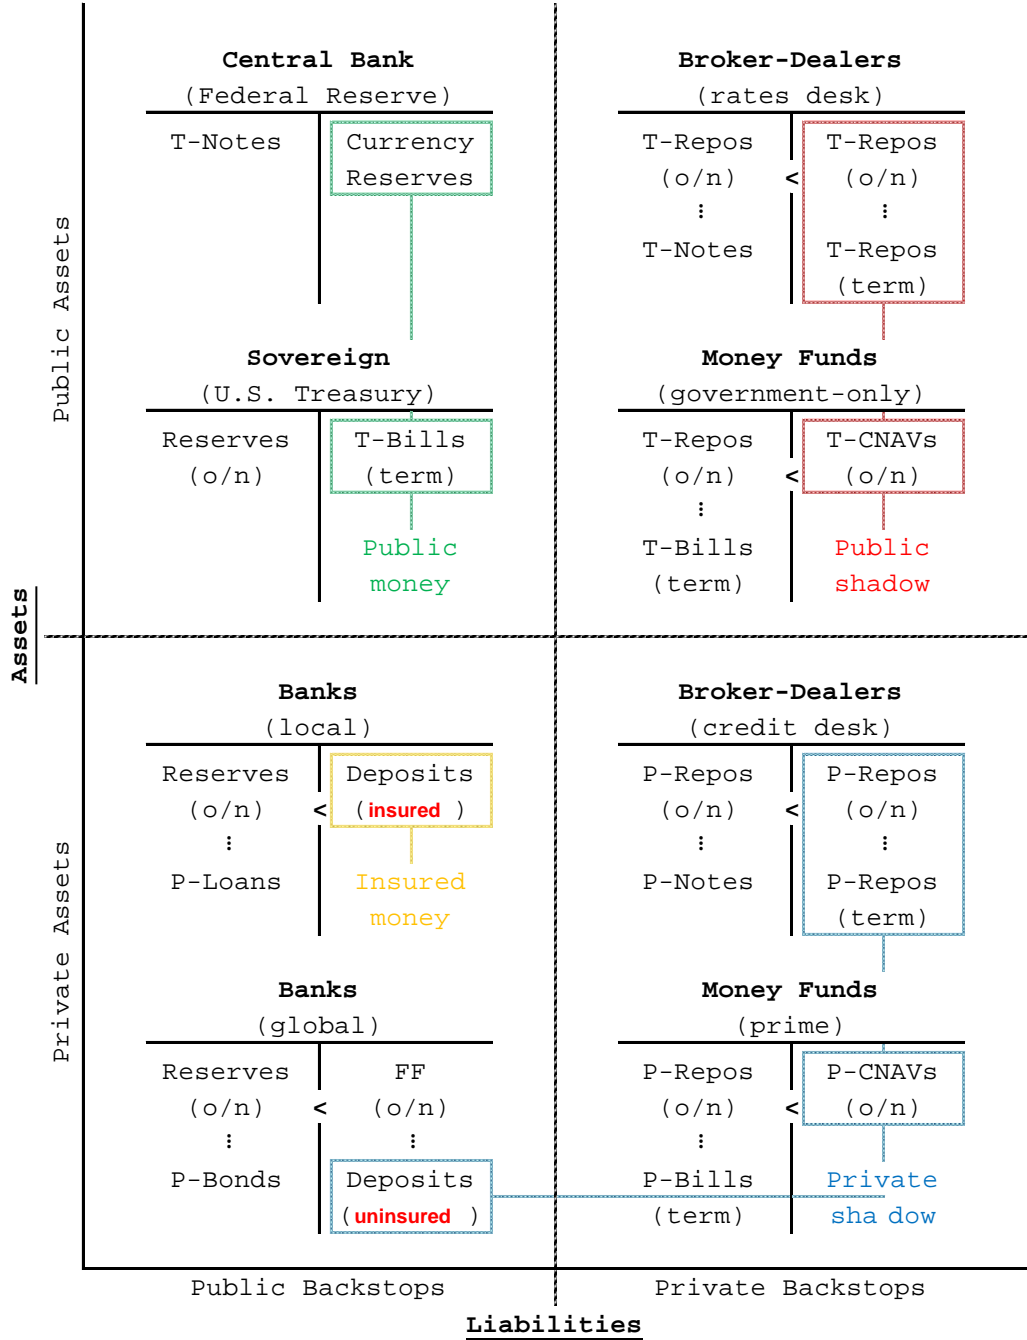 Central Bank
(Federal Reserve)
T-Notes
Currency
Reserves
Broker-Dealers
(rates desk)
T-Repos
(o/n)
⋮
T-Notes
<
T-Repos
(o/n)
⋮
T-Repos
(term)
Sovereign
(U.S. Treasury)
Reserves
(o/n)
T-Bills
(term)
Public
money
Money Funds
(government-only)
T-Repos
(o/n)
⋮
T-Bills
(term)
<
T-CNAVs
(o/n)
Public
shadow
Public Assets
Assets
Private Assets
Banks
(local)
Reserves
(o/n)
⋮
P-Loans
<
Deposits
(insured )
Insured
money
Broker-Dealers
(credit desk)
P-Repos
(o/n)
⋮
P-Notes
<
P-Repos
(o/n)
⋮
P-Repos
(term)
Banks
(global)
Reserves
(o/n)
⋮
P-Bonds
<
FF
(o/n)
⋮
Deposits
(uninsured )
Money Funds
(prime)
P-Repos
(o/n)
⋮
P-Bills
(term)
<
P-CNAVs
(o/n)
Private
sha dow
Public Backstops
Private Backstops
Liabilities